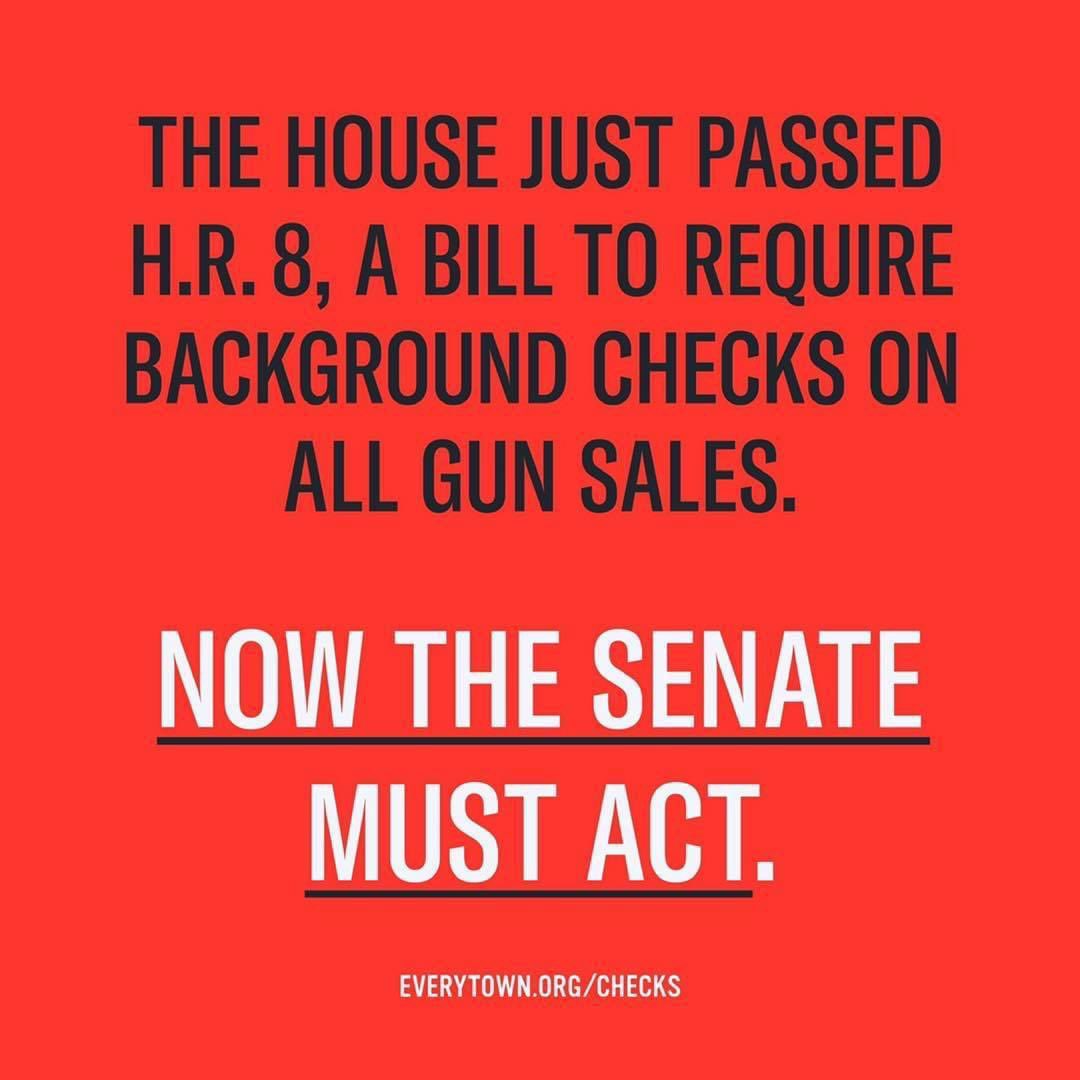 THE HOUSE JUST PASSED
H.R. 8, A BILL TO REQUIRE
BACKGROUND CHECKS ON
ALL GUN SALES.
NOW THE SENATE
MUST ACT.
EVERYTOWN.ORG/CHECKS